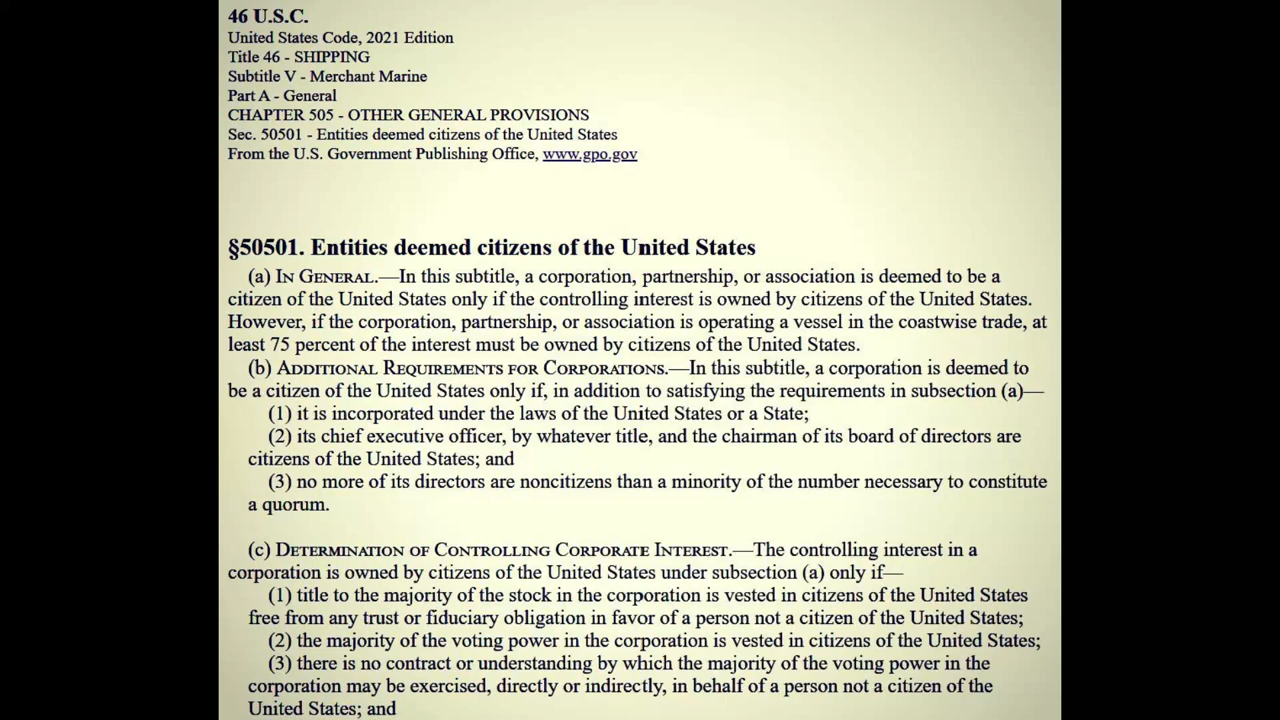 46 U.S.C.
United States Code, 2021 Edition
Title 46 - SHIPPING
Subtitle V - Merchant Marine
Part A - General
CHAPTER 505 - OTHER GENERAL PROVISIONS
Sec. 50501 - Entities deemed citizens of the United States
From the U.S. Government Publishing Office, www.gpo.gov
§50501. Entities deemed citizens of the United States
(a) IN GENERAL.—In this subtitle, a corporation, partnership, or association is deemed to be a
citizen of the United States only if the controlling interest is owned by citizens of the United States.
However, if the corporation, partnership, or association is operating a vessel in the coastwise trade, at
least 75 percent of the interest must be owned by citizens of the United States.
(b) ADDITIONAL REQUIREMENTS FOR CORPORATIONS.—In this subtitle, a corporation is deemed to
be a citizen of the United States only if, in addition to satisfying the requirements in subsection (a)—
(1) it is incorporated under the laws of the United States or a State;
(2) its chief executive officer, by whatever title, and the chairman of its board of directors are
citizens of the United States; and
(3) no more of its directors are noncitizens than a minority of the number necessary to constitute
a quorum.
(c) DETERMINATION OF CONTROLLING CORPORATE INTEREST.—The controlling interest in a
corporation is owned by citizens of the United States under subsection (a) only if—
(1) title to the majority of the stock in the corporation is vested in citizens of the United States
free from any trust or fiduciary obligation in favor of a person not a citizen of the United States;
(2) the majority of the voting power in the corporation is vested in citizens of the United States;
(3) there is no contract or understanding by which the majority of the voting power in the
corporation may be exercised, directly or indirectly, in behalf of a person not a citizen of the
United States; and